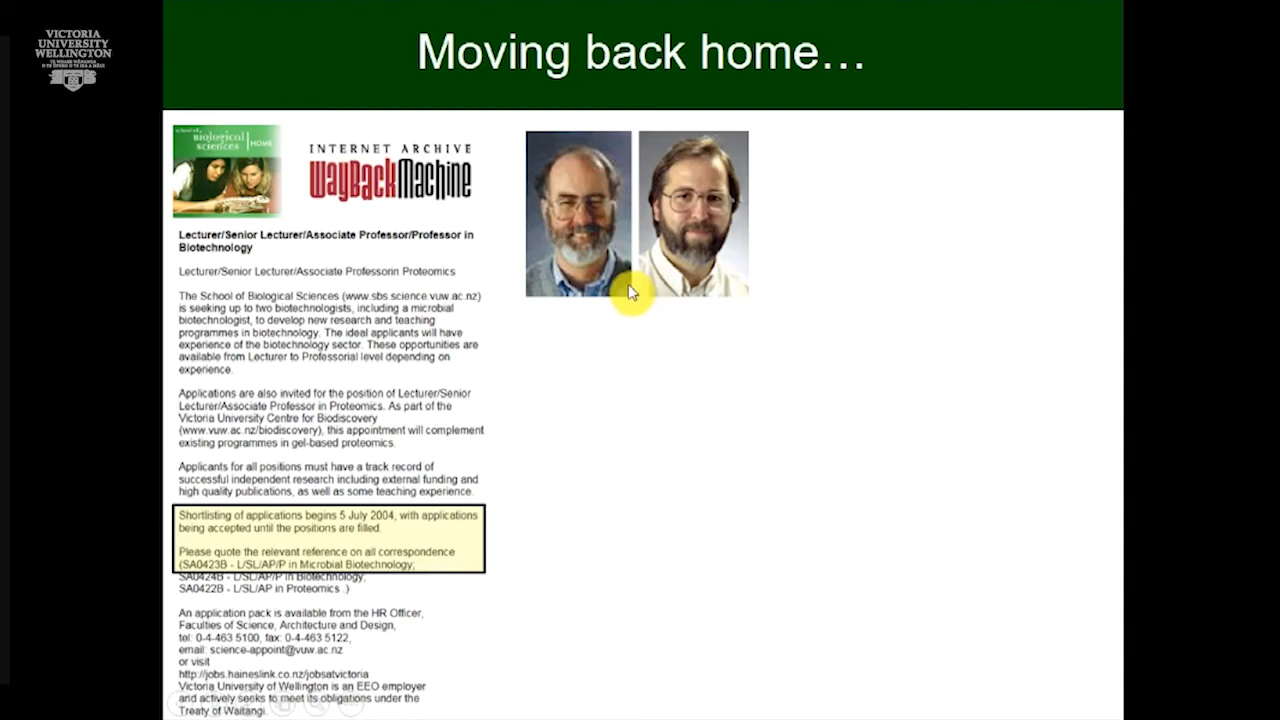 VICTORIA
UNIVERSITY
WELLINGTON
Moving back home…
school of
biological
sciences
HOME
INTERNET ARCHIVE
WayBackMachine
Lecturer/Senior Lecturer/Associate Professor/Professor in
Biotechnology
Lecturer/Senior Lecturer/Associate Professorin Proteomics
The School of Biological Sciences (www.sbs.science.vuw.ac.nz)
is seeking up to two biotechnologists, including a microbial
biotechnologist, to develop new research and teaching
programmes in biotechnology. The ideal applicants will have
experience of the biotechnology sector. These opportunities are
available from Lecturer to Professorial level depending on
experience.
Applications are also invited for the position of Lecturer/Senior
Lecturer/Associate Professor in Proteomics. As part of the
Victoria University Centre for Biodiscovery
(www.vuw.ac.nz/biodiscovery), this appointment will complement
existing programmes in gel-based proteomics.
Applicants for all positions must have a track record of
successful independent research including external funding and
high quality publications, as well as some teaching experience.
Shortlisting of applications begins 5 July 2004, with applications
being accepted until the positions are filled.
Please quote the relevant reference on all correspondence
(SA0423B - L/SL/AP/P in Microbial Biotechnology;
SA0424B - L/SL/AP/P in Biotechnology;
SA0422B - L/SL/AP in Proteomics .)
An application pack is available from the HR Officer,
Faculties of Science, Architecture and Design,
tel: 0-4-463 5100, fax: 0-4-463 5122,
email: science-appoint@vuw.ac.nz
or visit
http://jobs.haineslink.co.nz/jobsatvictoria
Victoria University of Wellington is an EEO employer
and actively seeks to meet its obligations under the
Treaty of Waitangi.